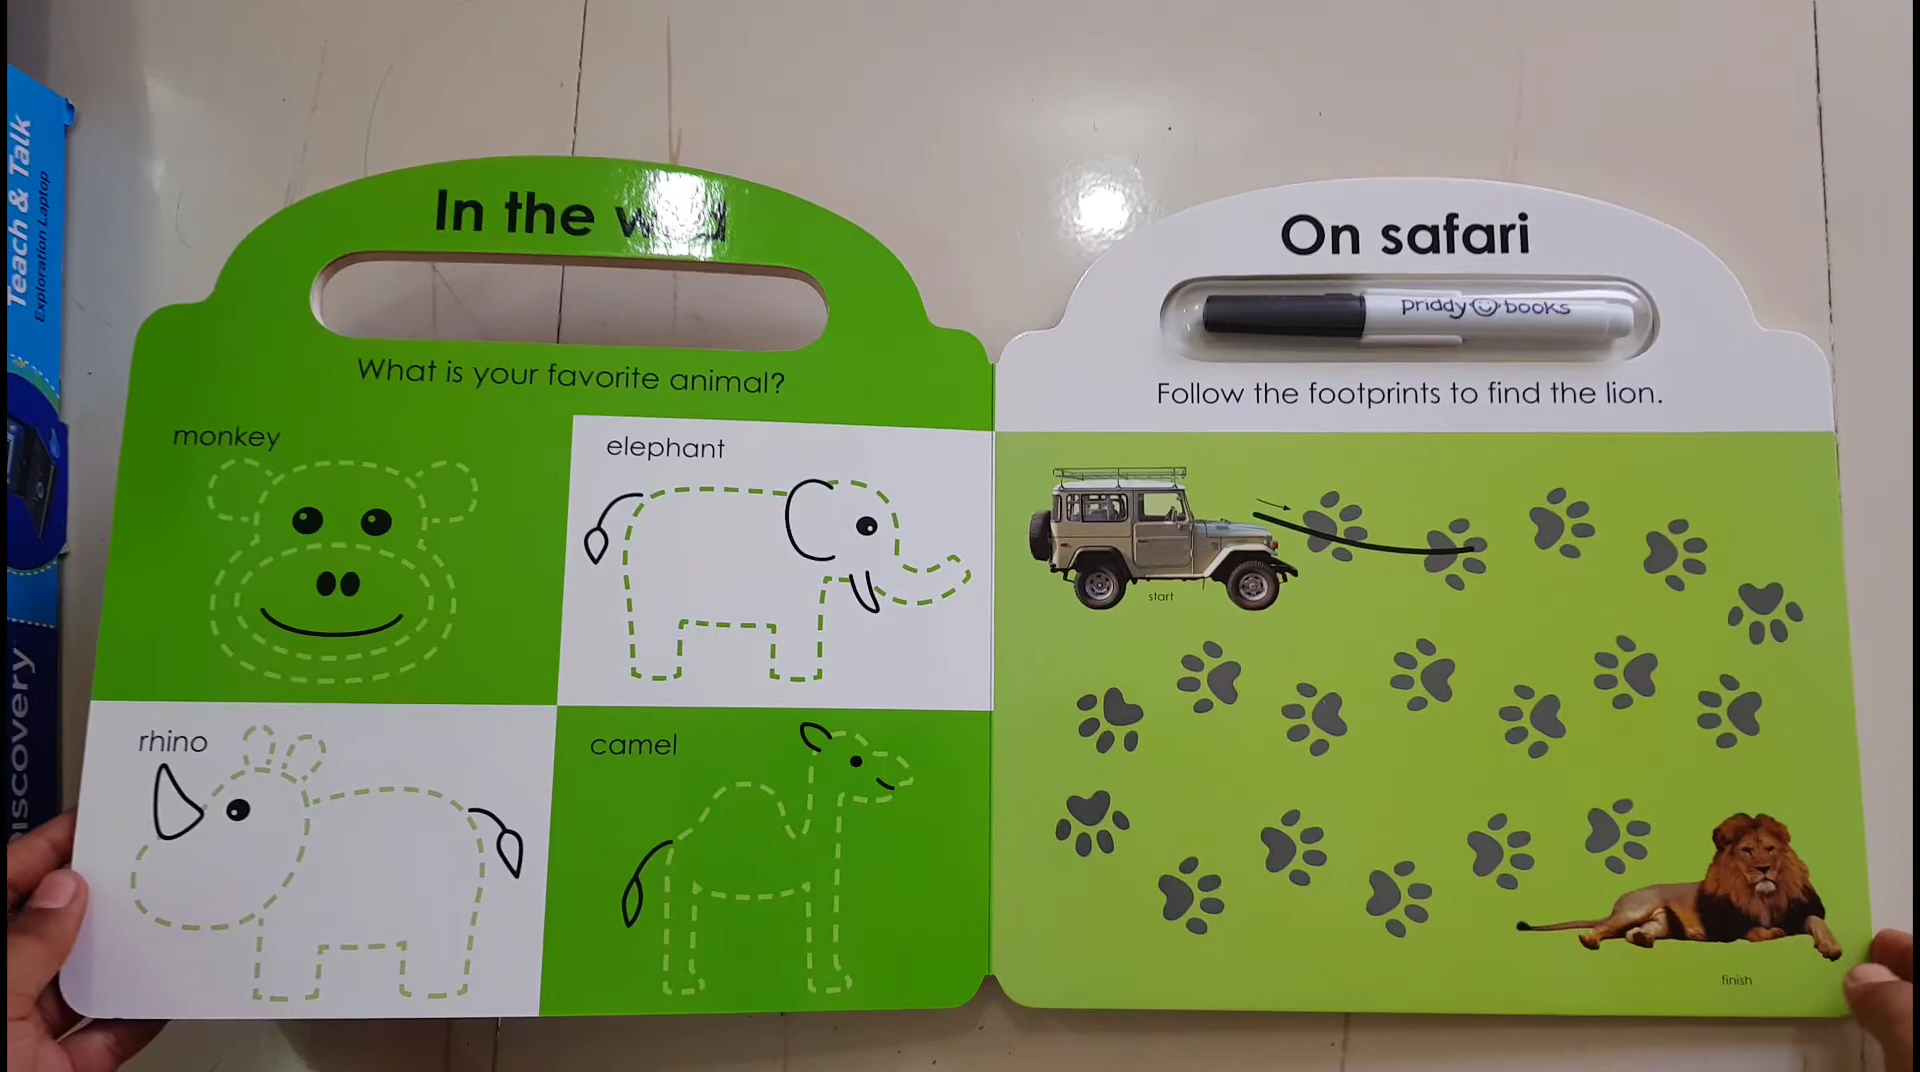 Teach & Talk
Exploration Laptop
In the wild
What is your favorite animal?
monkey
elephant
rhino
camel
On safari
priddy books
Follow the footprints to find the lion.
start
finish